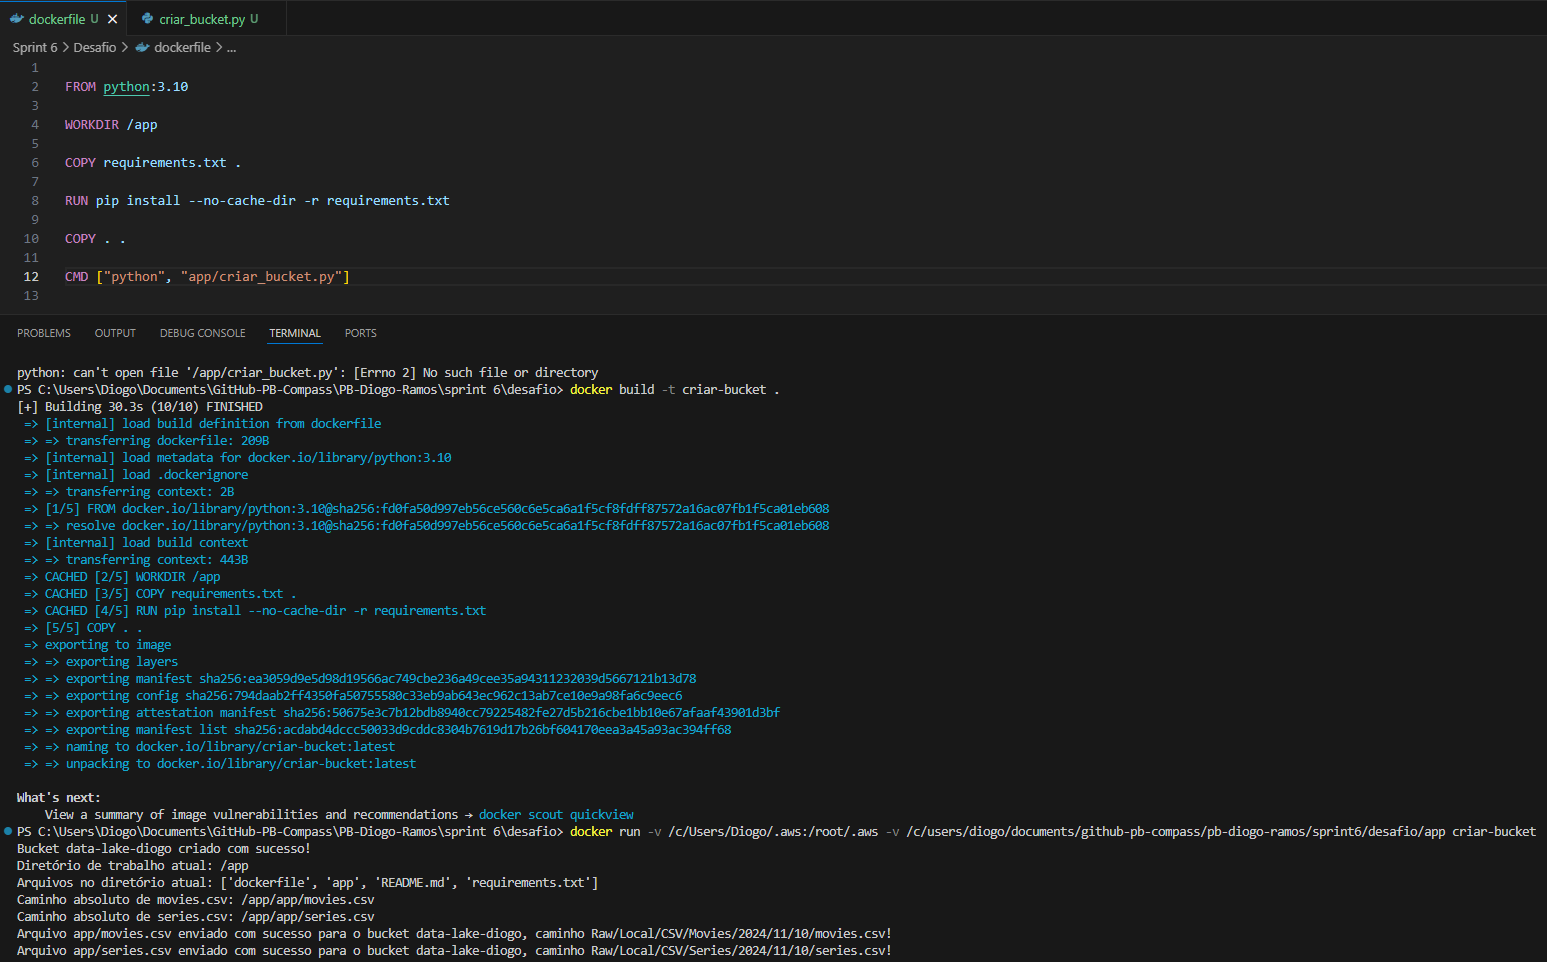 dockerfile U × criar_bucket.py U
Sprint 6 > Desafio > dockerfile > ...
1
2 FROM python:3.10
3
4 WORKDIR /app
5
6 COPY requirements.txt .
7
8 RUN pip install --no-cache-dir -r requirements.txt
9
10 COPY . .
11
12 CMD ["python", "app/criar_bucket.py"]
13
PROBLEMS OUTPUT DEBUG CONSOLE TERMINAL PORTS
python: can't open file '/app/criar_bucket.py': [Errno 2] No such file or directory
PS C:\Users\Diogo\Documents\GitHub-PB-Compass\PB-Diogo-Ramos\sprint 6\desafio> docker build -t criar-bucket .
[+] Building 30.3s (10/10) FINISHED
=> [internal] load build definition from dockerfile
=> => transferring dockerfile: 209B
=> [internal] load metadata for docker.io/library/python:3.10
=> [internal] load .dockerignore
=> => transferring context: 2B
=> [1/5] FROM docker.io/library/python:3.10@sha256:fd0fa50d997eb56ce560c6e5ca6a1f5cf8fdff87572a16ac07fb1f5ca01eb608
=> => resolve docker.io/library/python:3.10@sha256:fd0fa50d997eb56ce560c6e5ca6a1f5cf8fdff87572a16ac07fb1f5ca01eb608
=> [internal] load build context
=> => transferring context: 443B
=> CACHED [2/5] WORKDIR /app
=> CACHED [3/5] COPY requirements.txt .
=> CACHED [4/5] RUN pip install --no-cache-dir -r requirements.txt
=> [5/5] COPY . .
=> exporting to image
=> => exporting layers
=> => exporting manifest sha256:ea3059d9e5d98d19566ac749cbe236a49cee35a94311232039d5667121b13d78
=> => exporting config sha256:794daab2ff4350fa50755580c33eb9ab643ec962c13ab7ce10e9a98fa6c9eec6
=> => exporting attestation manifest sha256:50675e3c7b12bdb8940cc79225482fe27d5b216cbe1bb10e67afaaf43901d3bf
=> => exporting manifest list sha256:acdabd4dccc50033d9cddc8304b7619d17b26bf604170eea3a45a93ac394ff68
=> => naming to docker.io/library/criar-bucket:latest
=> => unpacking to docker.io/library/criar-bucket:latest
What's next:
View a summary of image vulnerabilities and recommendations → docker scout quickview
PS C:\Users\Diogo\Documents\GitHub-PB-Compass\PB-Diogo-Ramos\sprint 6\desafio> docker run -v /c/Users/Diogo/.aws:/root/.aws -v /c/users/diogo/documents/github-pb-compass/pb-diogo-ramos/sprint6/desafio/app criar-bucket
Bucket data-lake-diogo criado com sucesso!
Diretório de trabalho atual: /app
Arquivos no diretório atual: ['dockerfile', 'app', 'README.md', 'requirements.txt']
Caminho absoluto de movies.csv: /app/app/movies.csv
Caminho absoluto de series.csv: /app/app/series.csv
Arquivo app/movies.csv enviado com sucesso para o bucket data-lake-diogo, caminho Raw/Local/CSV/Movies/2024/11/10/movies.csv!
Arquivo app/series.csv enviado com sucesso para o bucket data-lake-diogo, caminho Raw/Local/CSV/Series/2024/11/10/series.csv!